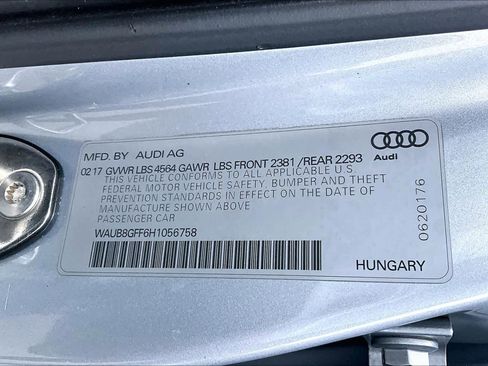 MFD. BY AUDI AG
02 17 GVWR LBS 4564 GAWR LBS FRONT 2381 /REAR 2293
THIS VEHICLE CONFORMS TO ALL APPLICABLE U.S.
FEDERAL MOTOR VEHICLE SAFETY, BUMPER AND THEFT
PREVENTION STANDARDS IN EFFECT ON THE DATE OF
MANUFACTURE SHOWN ABOVE
PASSENGER CAR
WAUB8GFF6H1056758
Audi
0620176
HUNGARY